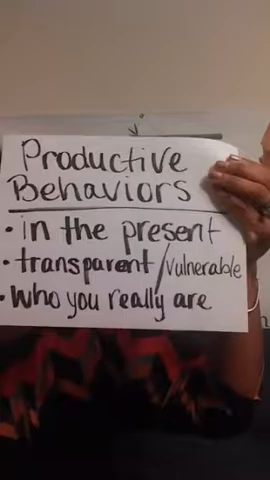 Productive
Behaviors
• in the present
• transparent/Vulnerable
• who you really are